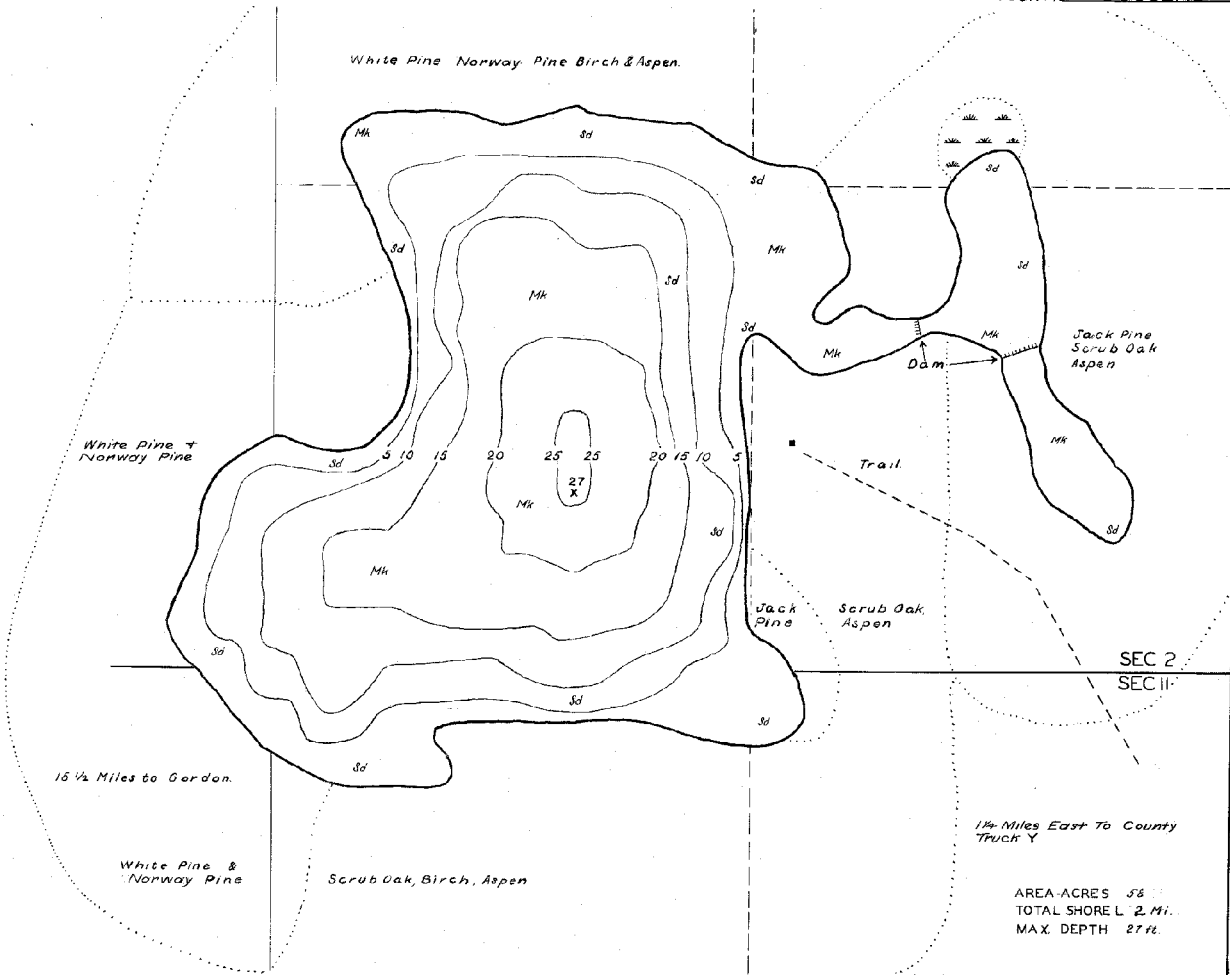 White Pine Norway Pine Birch & Aspen.
Mk
Sd
Sd
Sd
Sd
Mk
Sd
Sd
Mk
Sd
Mk
Sd
Mk
Mk
Dam
Jack Pine
Scrub Oak
Aspen
White Pine +
Norway Pine
Sd
5 10 15 20 25 25 20 15 10 5
27
X
Mk
Mk
Trail.
Sd
Sd
Mk
Jack
Pine
Scrub Oak,
Aspen
Sd
SEC 2
SEC 11
Sd
Sd
Sd
15 1/2 Miles to Gordon.
1 1/4 Miles East To County
Truck Y
White Pine &
Norway Pine
Scrub Oak, Birch, Aspen
AREA-ACRES 58
TOTAL SHORE L 2 Mi.
MAX. DEPTH 27 ft.